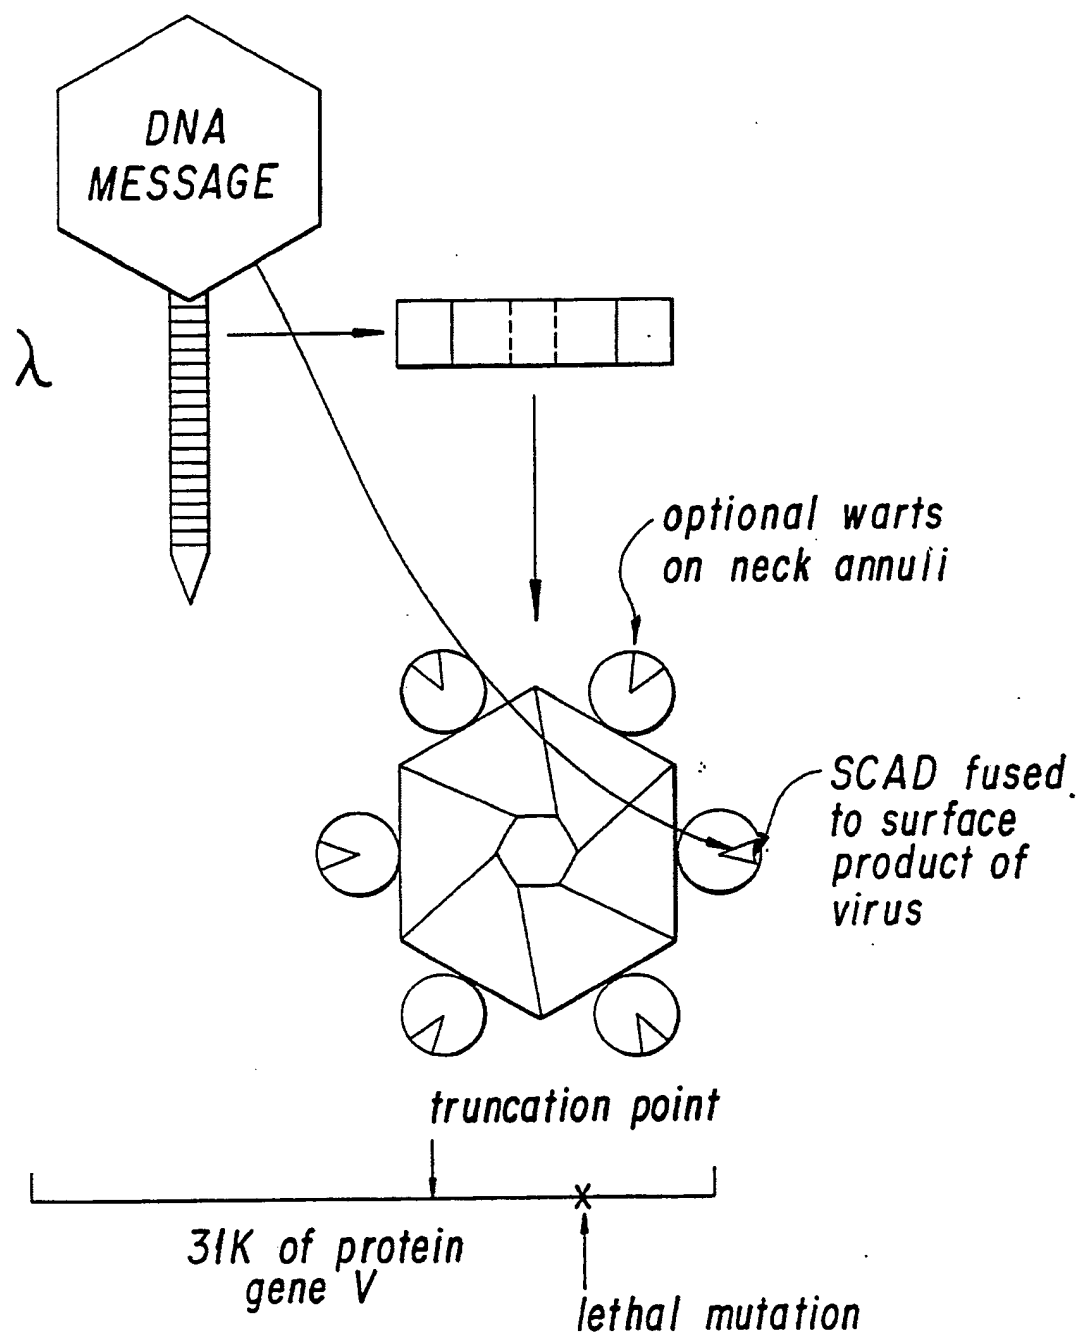 DNA
MESSAGE
λ
optional warts
on neck annuli
SCAD fused
to surface
product of
virus
truncation point
X
31K of protein
gene V
lethal mutation